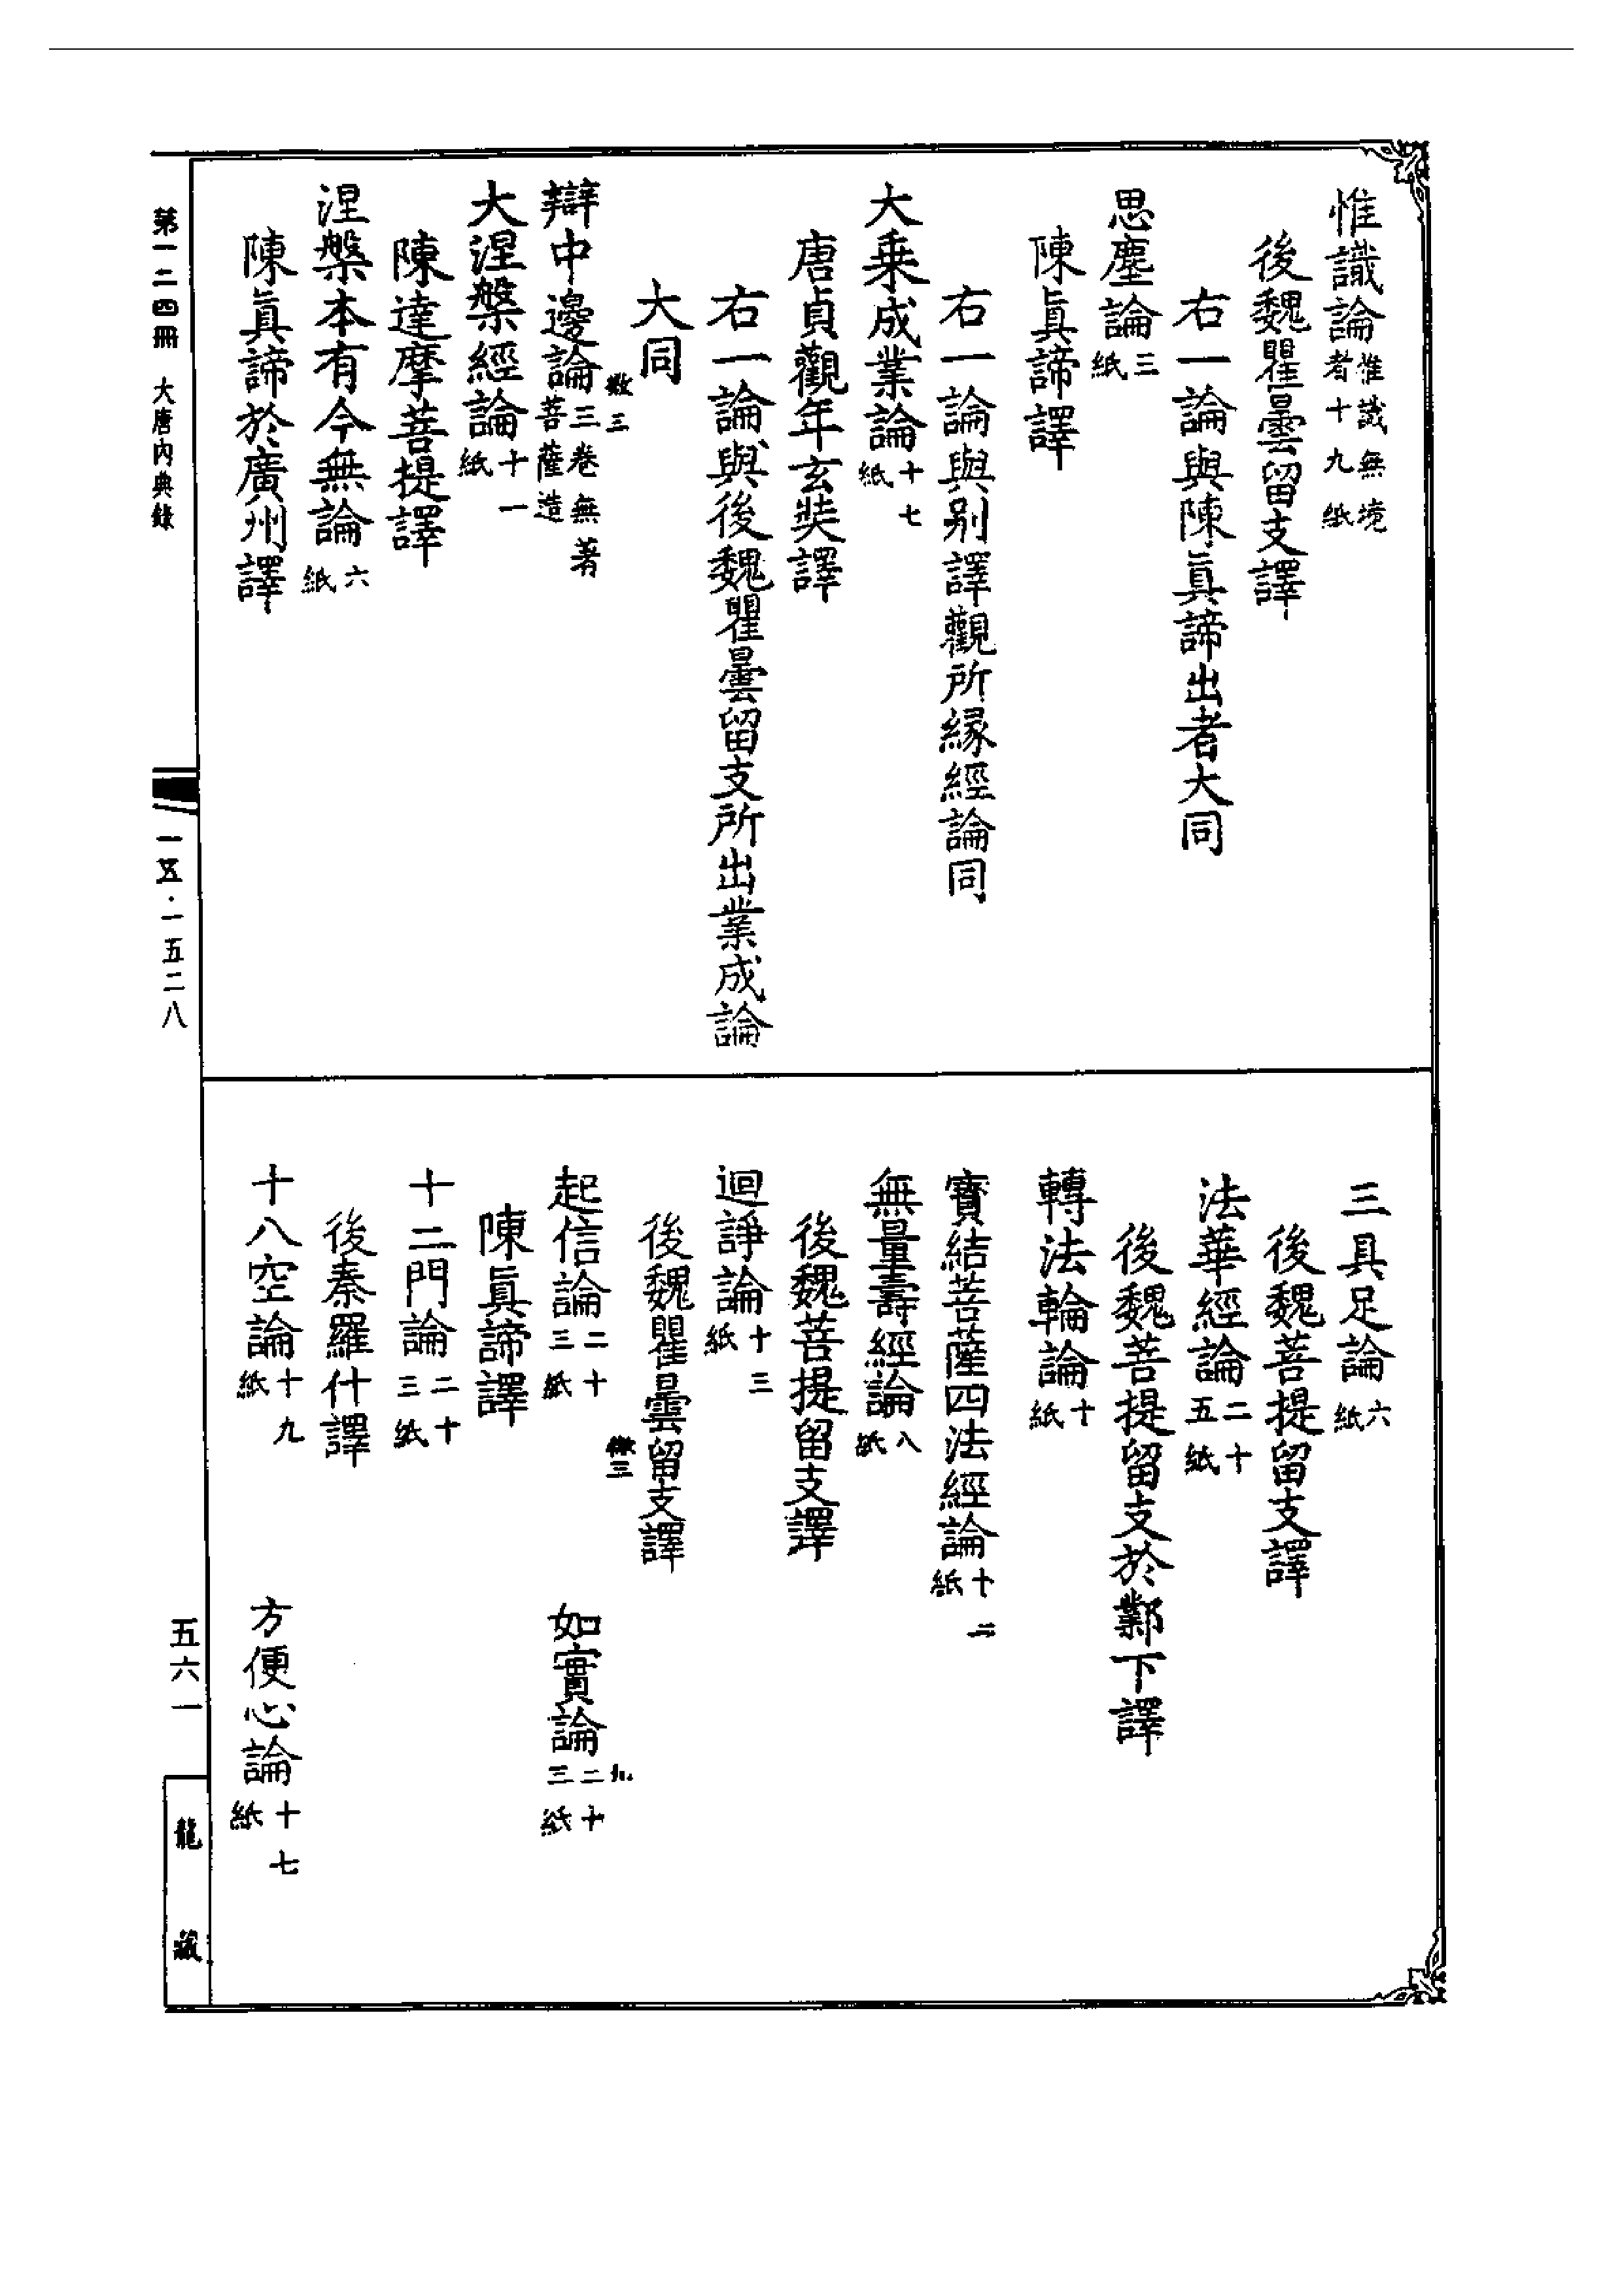 惟識論惟識無境者十九紙
後魏瞿曇留支譯
右一論與陳眞諦出者大同
思塵論三紙
陳眞諦譯
右一論與别譯觀所縁經論同
大乗成業論十七紙
唐貞觀年玄奘譯
右一論與後魏瞿曇留支所出業成論
大同
辯中邊論三卷無著菩薩造
大涅槃經論十一紙
陳達摩菩提譯
涅槃本有今無論六紙
陳眞諦於廣州譯
三具足論六紙
後魏菩提留支譯
法華經論二十五紙
後魏菩提留支於鄴下譯
轉法輪論十紙
寶結菩薩四法經論十二紙
無量壽經論八紙
後魏菩提留支譯
迴諍論十三紙
後魏瞿曇留支譯
起信論二十三紙 如實論二十三紙
陳眞諦譯
十二門論二十三紙
後秦羅什譯
十八空論十九紙 方便心論十七紙
第一二四冊 大唐內典錄
一五·一五二八
五六一
龍藏